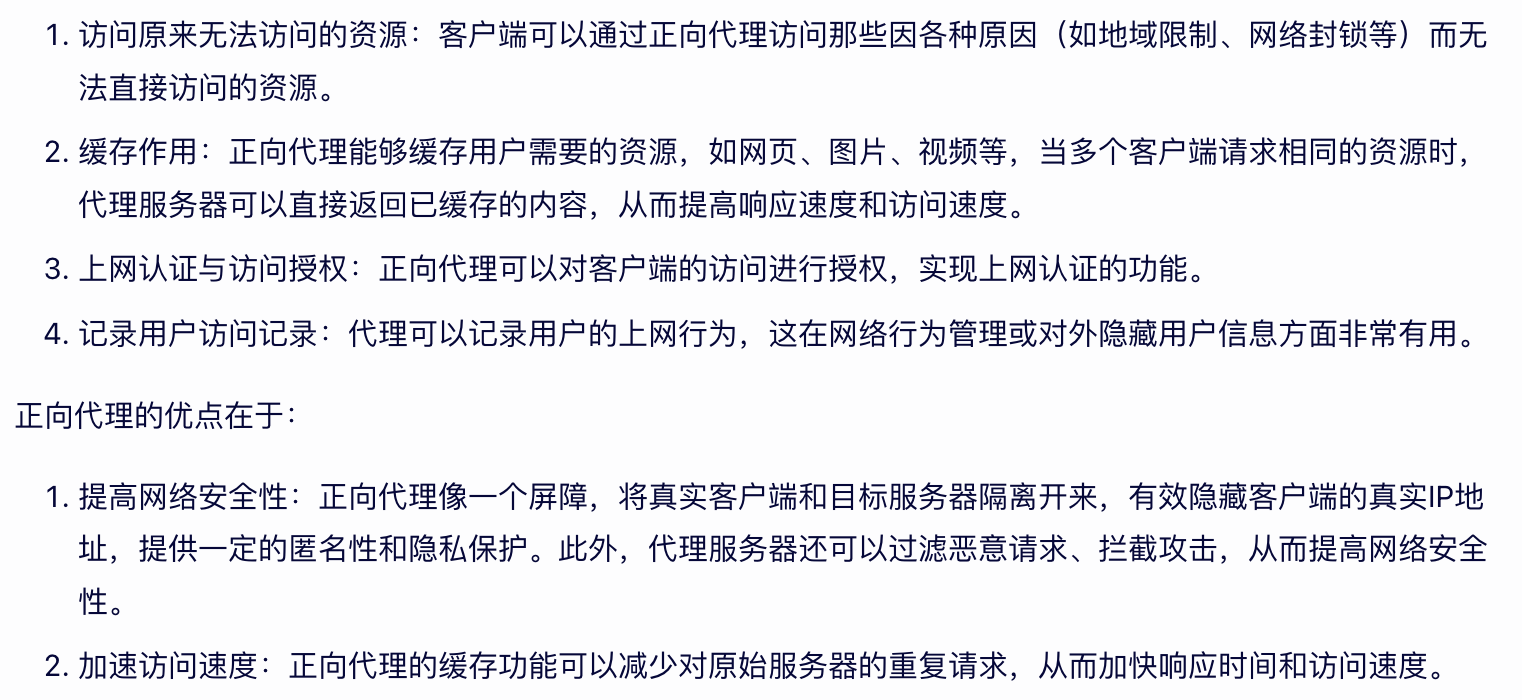 1. 访问原来无法访问的资源：客户端可以通过正向代理访问那些因各种原因（如地域限制、网络封锁等）而无
法直接访问的资源。
2. 缓存作用：正向代理能够缓存用户需要的资源，如网页、图片、视频等，当多个客户端请求相同的资源时，
代理服务器可以直接返回已缓存的内容，从而提高响应速度和访问速度。
3. 上网认证与访问授权：正向代理可以对客户端的访问进行授权，实现上网认证的功能。
4. 记录用户访问记录：代理可以记录用户的上网行为，这在网络行为管理或对外隐藏用户信息方面非常有用。
正向代理的优点在于：
1. 提高网络安全性：正向代理像一个屏障，将真实客户端和目标服务器隔离开来，有效隐藏客户端的真实IP地
址，提供一定的匿名性和隐私保护。此外，代理服务器还可以过滤恶意请求、拦截攻击，从而提高网络安全
性。
2. 加速访问速度：正向代理的缓存功能可以减少对原始服务器的重复请求，从而加快响应时间和访问速度。